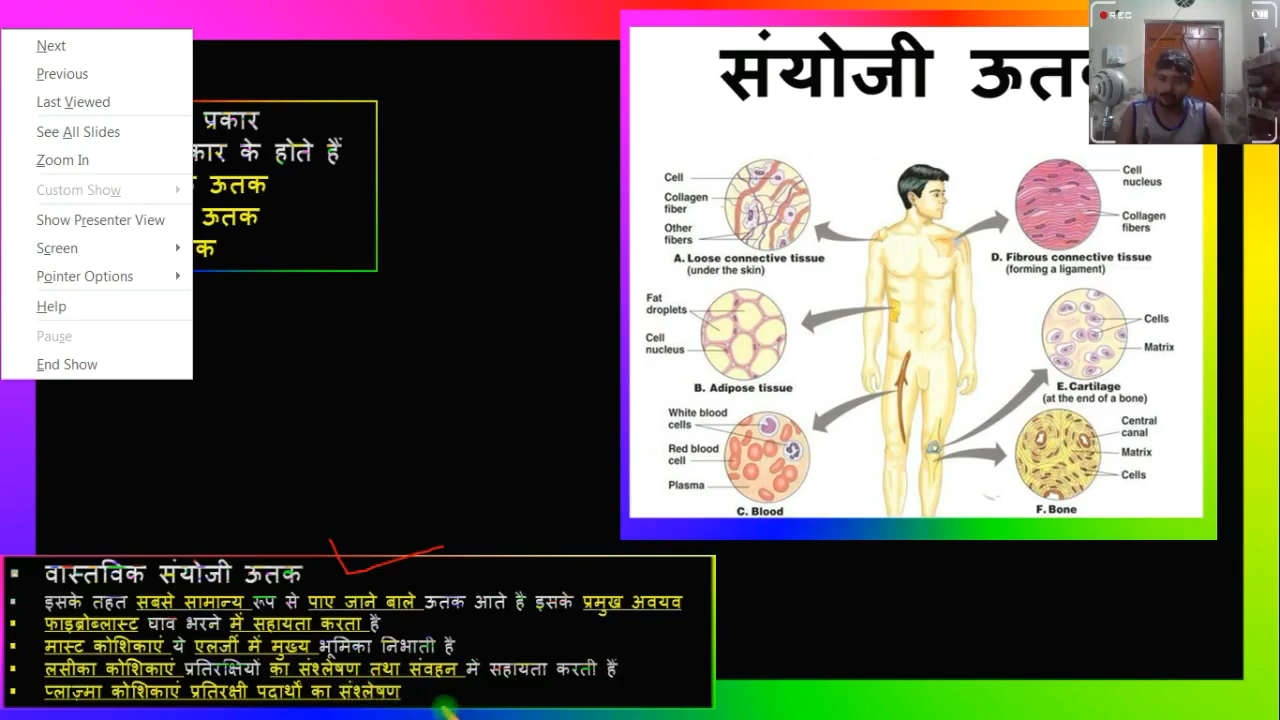 Next
Previous
Last Viewed
See All Slides
Zoom In
Custom Show
Show Presenter View
Screen
Pointer Options
Help
Pause
End Show
प्रकार
के होते हैं
ऊतक
ऊतक
संयोजी
REC
Cell
Collagen
fiber
Other
fibers
A. Loose connective tissue
(under the skin)
Fat
droplets
Cell
nucleus
B. Adipose tissue
White blood
cells
Red blood
cell
Plasma
C. Blood
Cell
nucleus
Collagen
fibers
D. Fibrous connective tissue
(forming a ligament)
Cells
Matrix
E. Cartilage
(at the end of a bone)
Central
canal
Matrix
Cells
F. Bone
▪ वास्तविक संयोजी ऊतक
▪ इसके तहत सबसे सामान्य रूप से पाए जाने बाले ऊतक आते है इसके प्रमुख अवयव
▪ फाइब्रोब्लास्ट घाव भरने में सहायता करता है
▪ मास्ट कोशिकाएं ये एलर्जी में मुख्य भूमिका निभाती है
▪ लसीका कोशिकाएं प्रतिरक्षियों का संश्लेषण तथा संवहन में सहायता करती हैं
▪ प्लाज़्मा कोशिकाएं प्रतिरक्षी पदार्थो का संश्लेषण